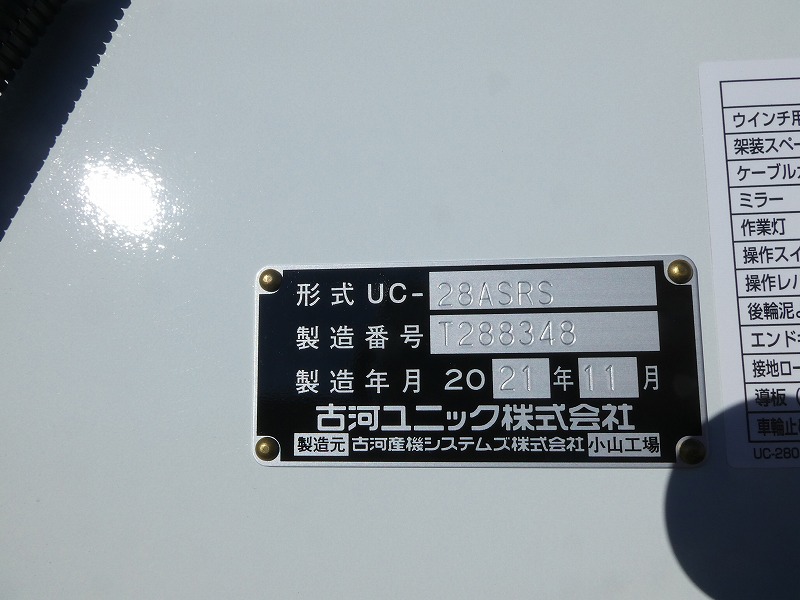 形式 UC-28ASRS
製造番号 T288348
製造年月 2021年11月
古河ユニック株式会社
製造元 古河産機システムズ株式会社 小山工場
ウインチ用
架装スペー
ケーブル
ミラー
作業灯
操作スイ
操作レバ
後輪泥
エンド
接地ロー
導板
車輪止
UC-280